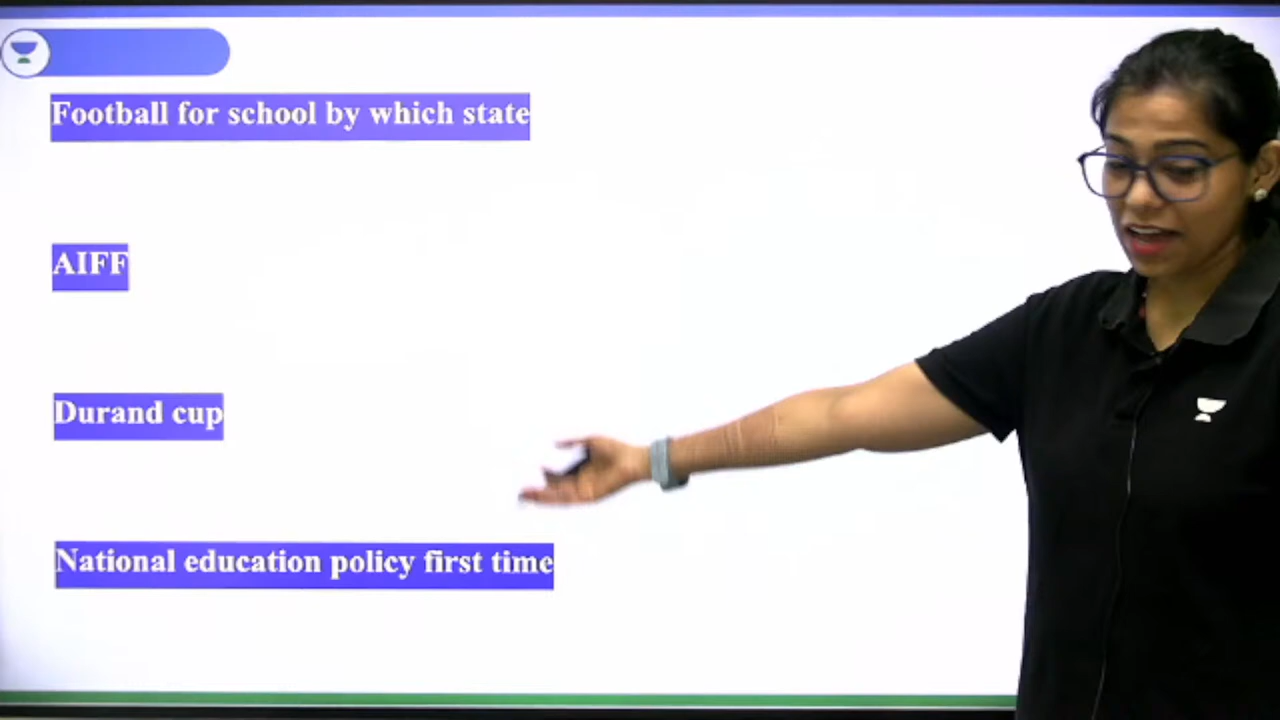 Football for school by which state
AIFF
Durand cup
National education policy first time